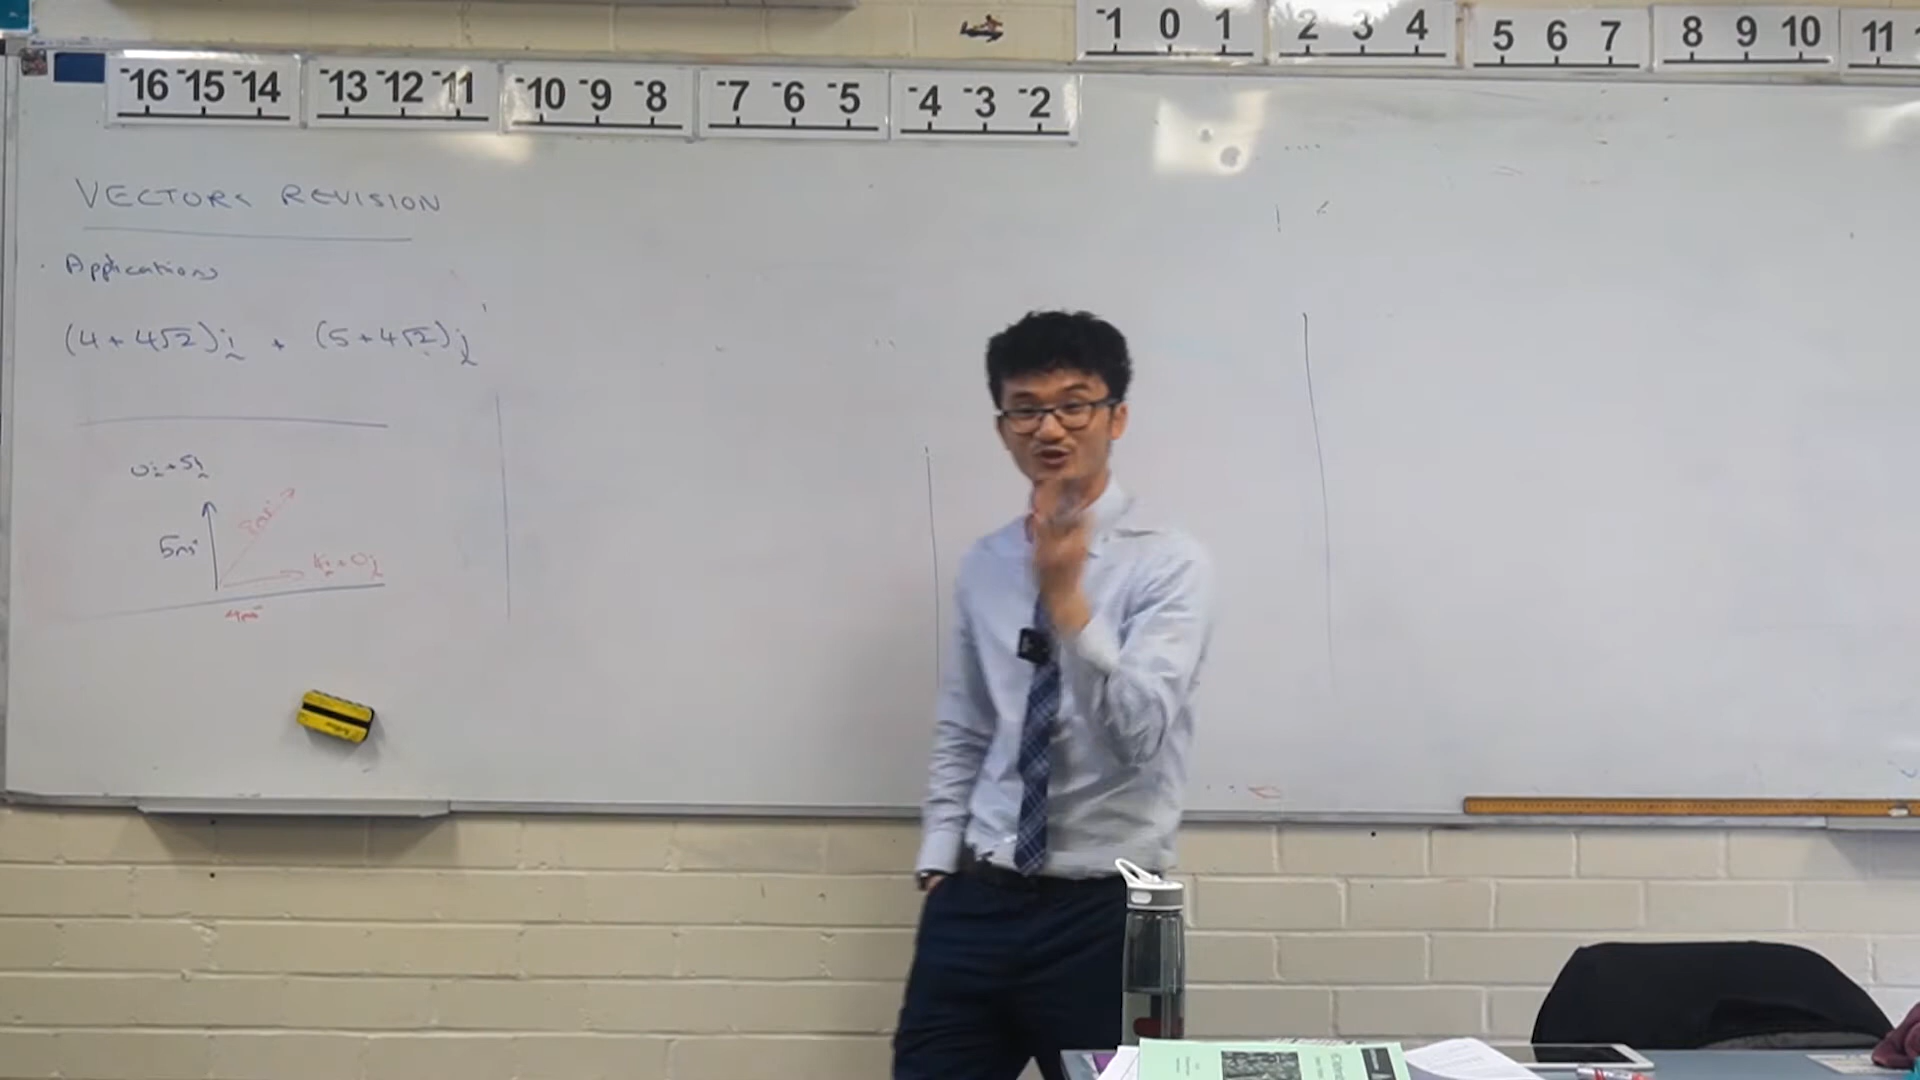 -1 0 1 2 3 4 5 6 7 8 9 10 11
-16 -15 -14 -13 -12 -11 -10 -9 -8 -7 -6 -5 -4 -3 -2
VECTORS REVISION
· Applications
(4+4√2)i + (5+4√2)j
0i+5j
5ms⁻¹
4i+0j